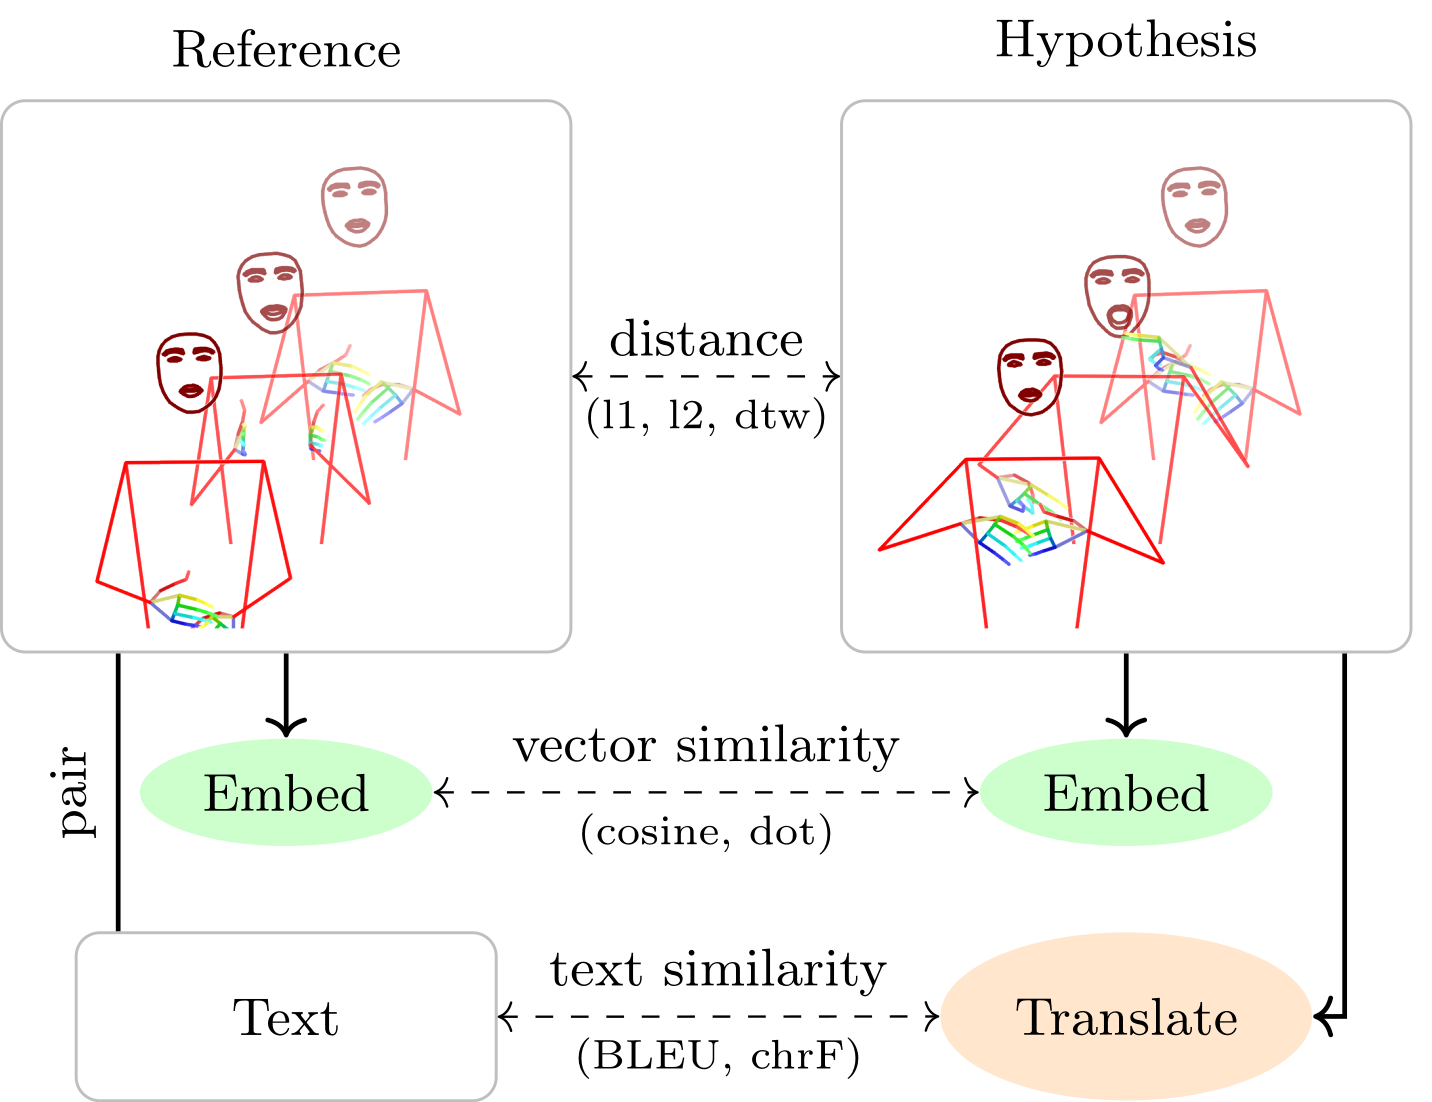 Reference
Hypothesis
distance
(l1, l2, dtw)
pair
vector similarity
Embed
Embed
(cosine, dot)
text similarity
Text
Translate
(BLEU, chrF)